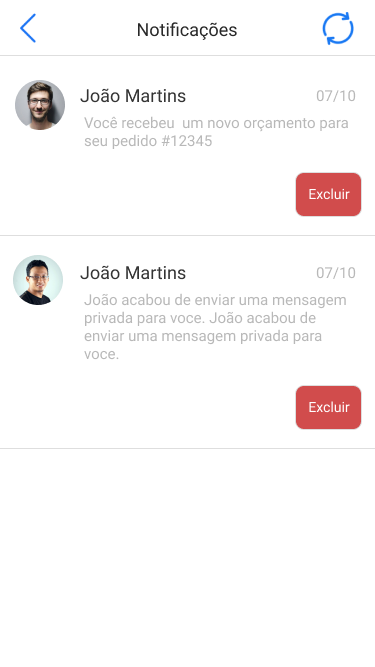 Notificações
João Martins 07/10
Você recebeu um novo orçamento para
seu pedido #12345
Excluir
João Martins 07/10
João acabou de enviar uma mensagem
privada para voce. João acabou de
enviar uma mensagem privada para
voce.
Excluir